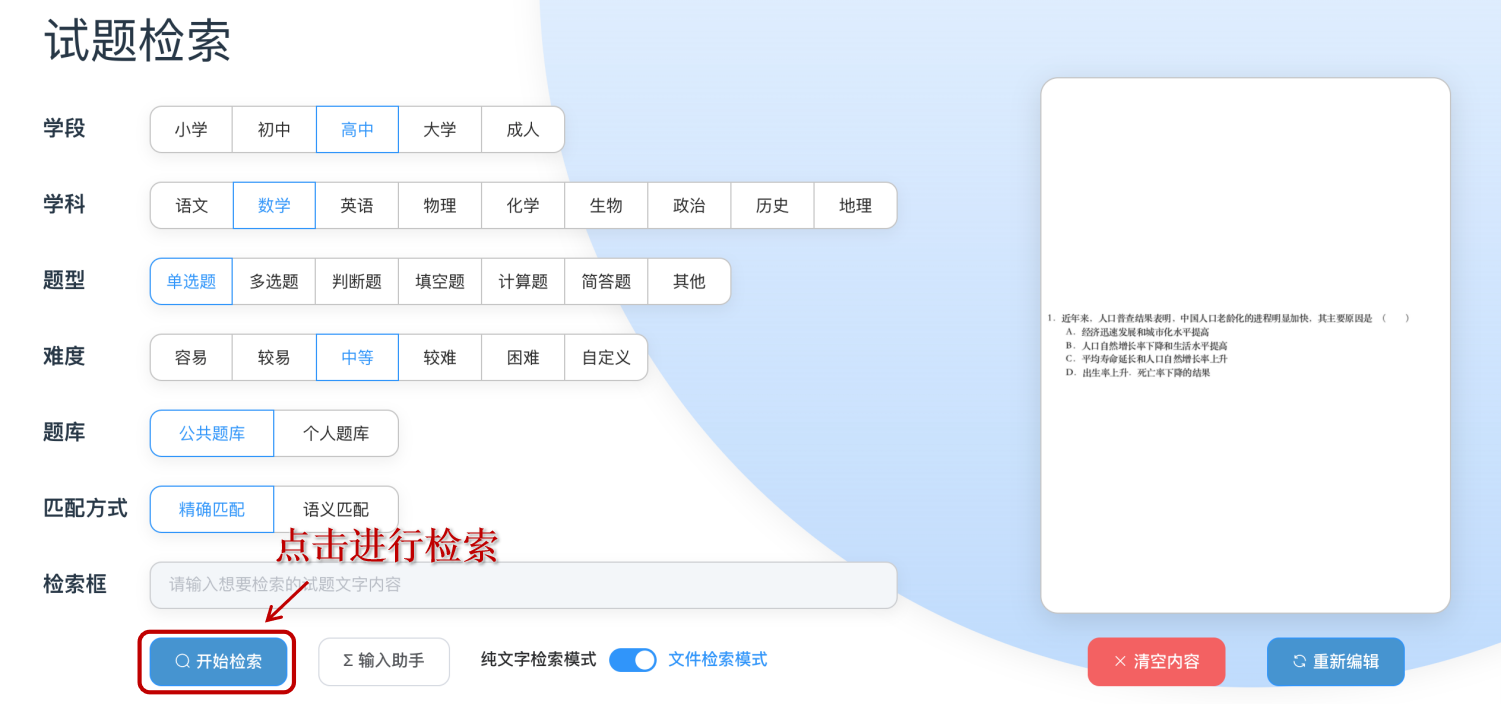 试题检索
学段 小学 初中 高中 大学 成人
学科 语文 数学 英语 物理 化学 生物 政治 历史 地理
题型 单选题 多选题 判断题 填空题 计算题 简答题 其他
难度 容易 较易 中等 较难 困难 自定义
题库 公共题库 个人题库
匹配方式 精确匹配 语义匹配
点击进行检索
检索框 请输入想要检索的试题文字内容
开始检索 Σ 输入助手 纯文字检索模式 文件检索模式
1. 近年来，人口普查结果表明，中国人口老龄化的进程明显加快，其主要原因是 （ ）
A. 经济迅速发展和城市化水平提高
B. 人口自然增长率下降和生活水平提高
C. 平均寿命延长和人口自然增长率上升
D. 出生率上升，死亡率下降的结果
× 清空内容 重新编辑